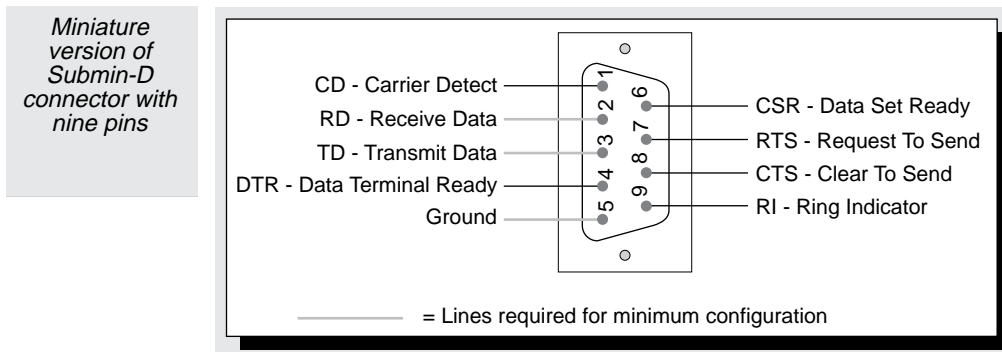 Miniature
version of
Submin-D
connector with
nine pins
CD - Carrier Detect
RD - Receive Data
TD - Transmit Data
DTR - Data Terminal Ready
Ground
1
2
3
4
5
6
7
8
9
CSR - Data Set Ready
RTS - Request To Send
CTS - Clear To Send
RI - Ring Indicator
= Lines required for minimum configuration